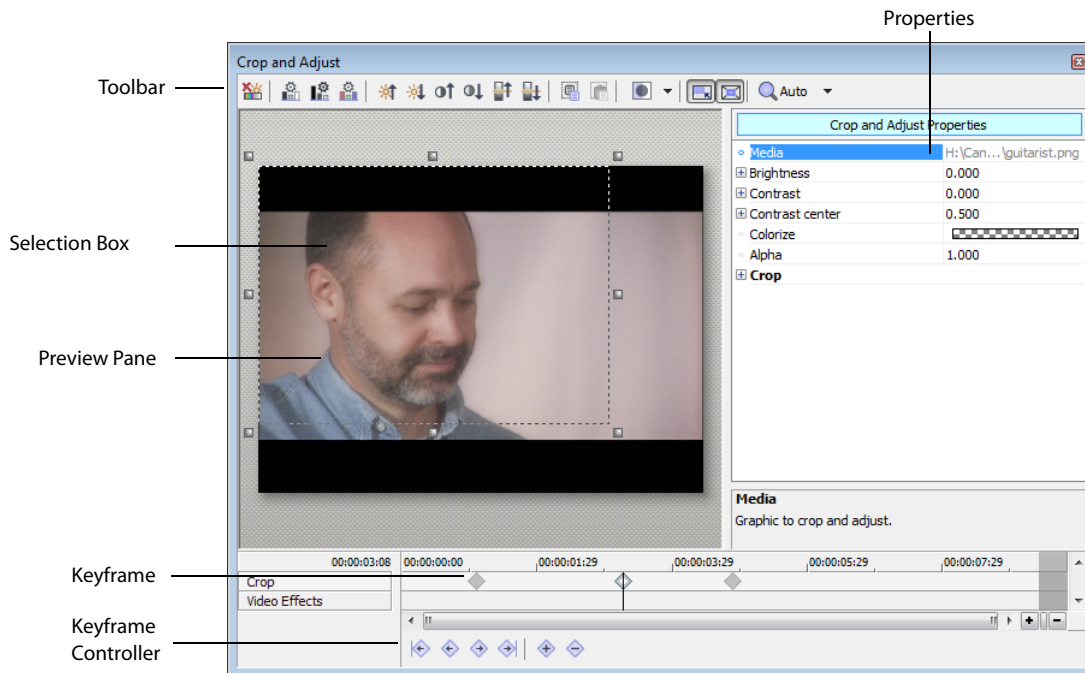 Properties
Crop and Adjust
Toolbar
Auto
Crop and Adjust Properties
Media H:\Can...\guitarist.png
Brightness 0.000
Contrast 0.000
Contrast center 0.500
Colorize
Alpha 1.000
Crop
Selection Box
Preview Pane
Media
Graphic to crop and adjust.
00:00:03:08 00:00:00:00 00:00:01:29 00:00:03:29 00:00:05:29 00:00:07:29
Keyframe
Crop
Video Effects
Keyframe
Controller